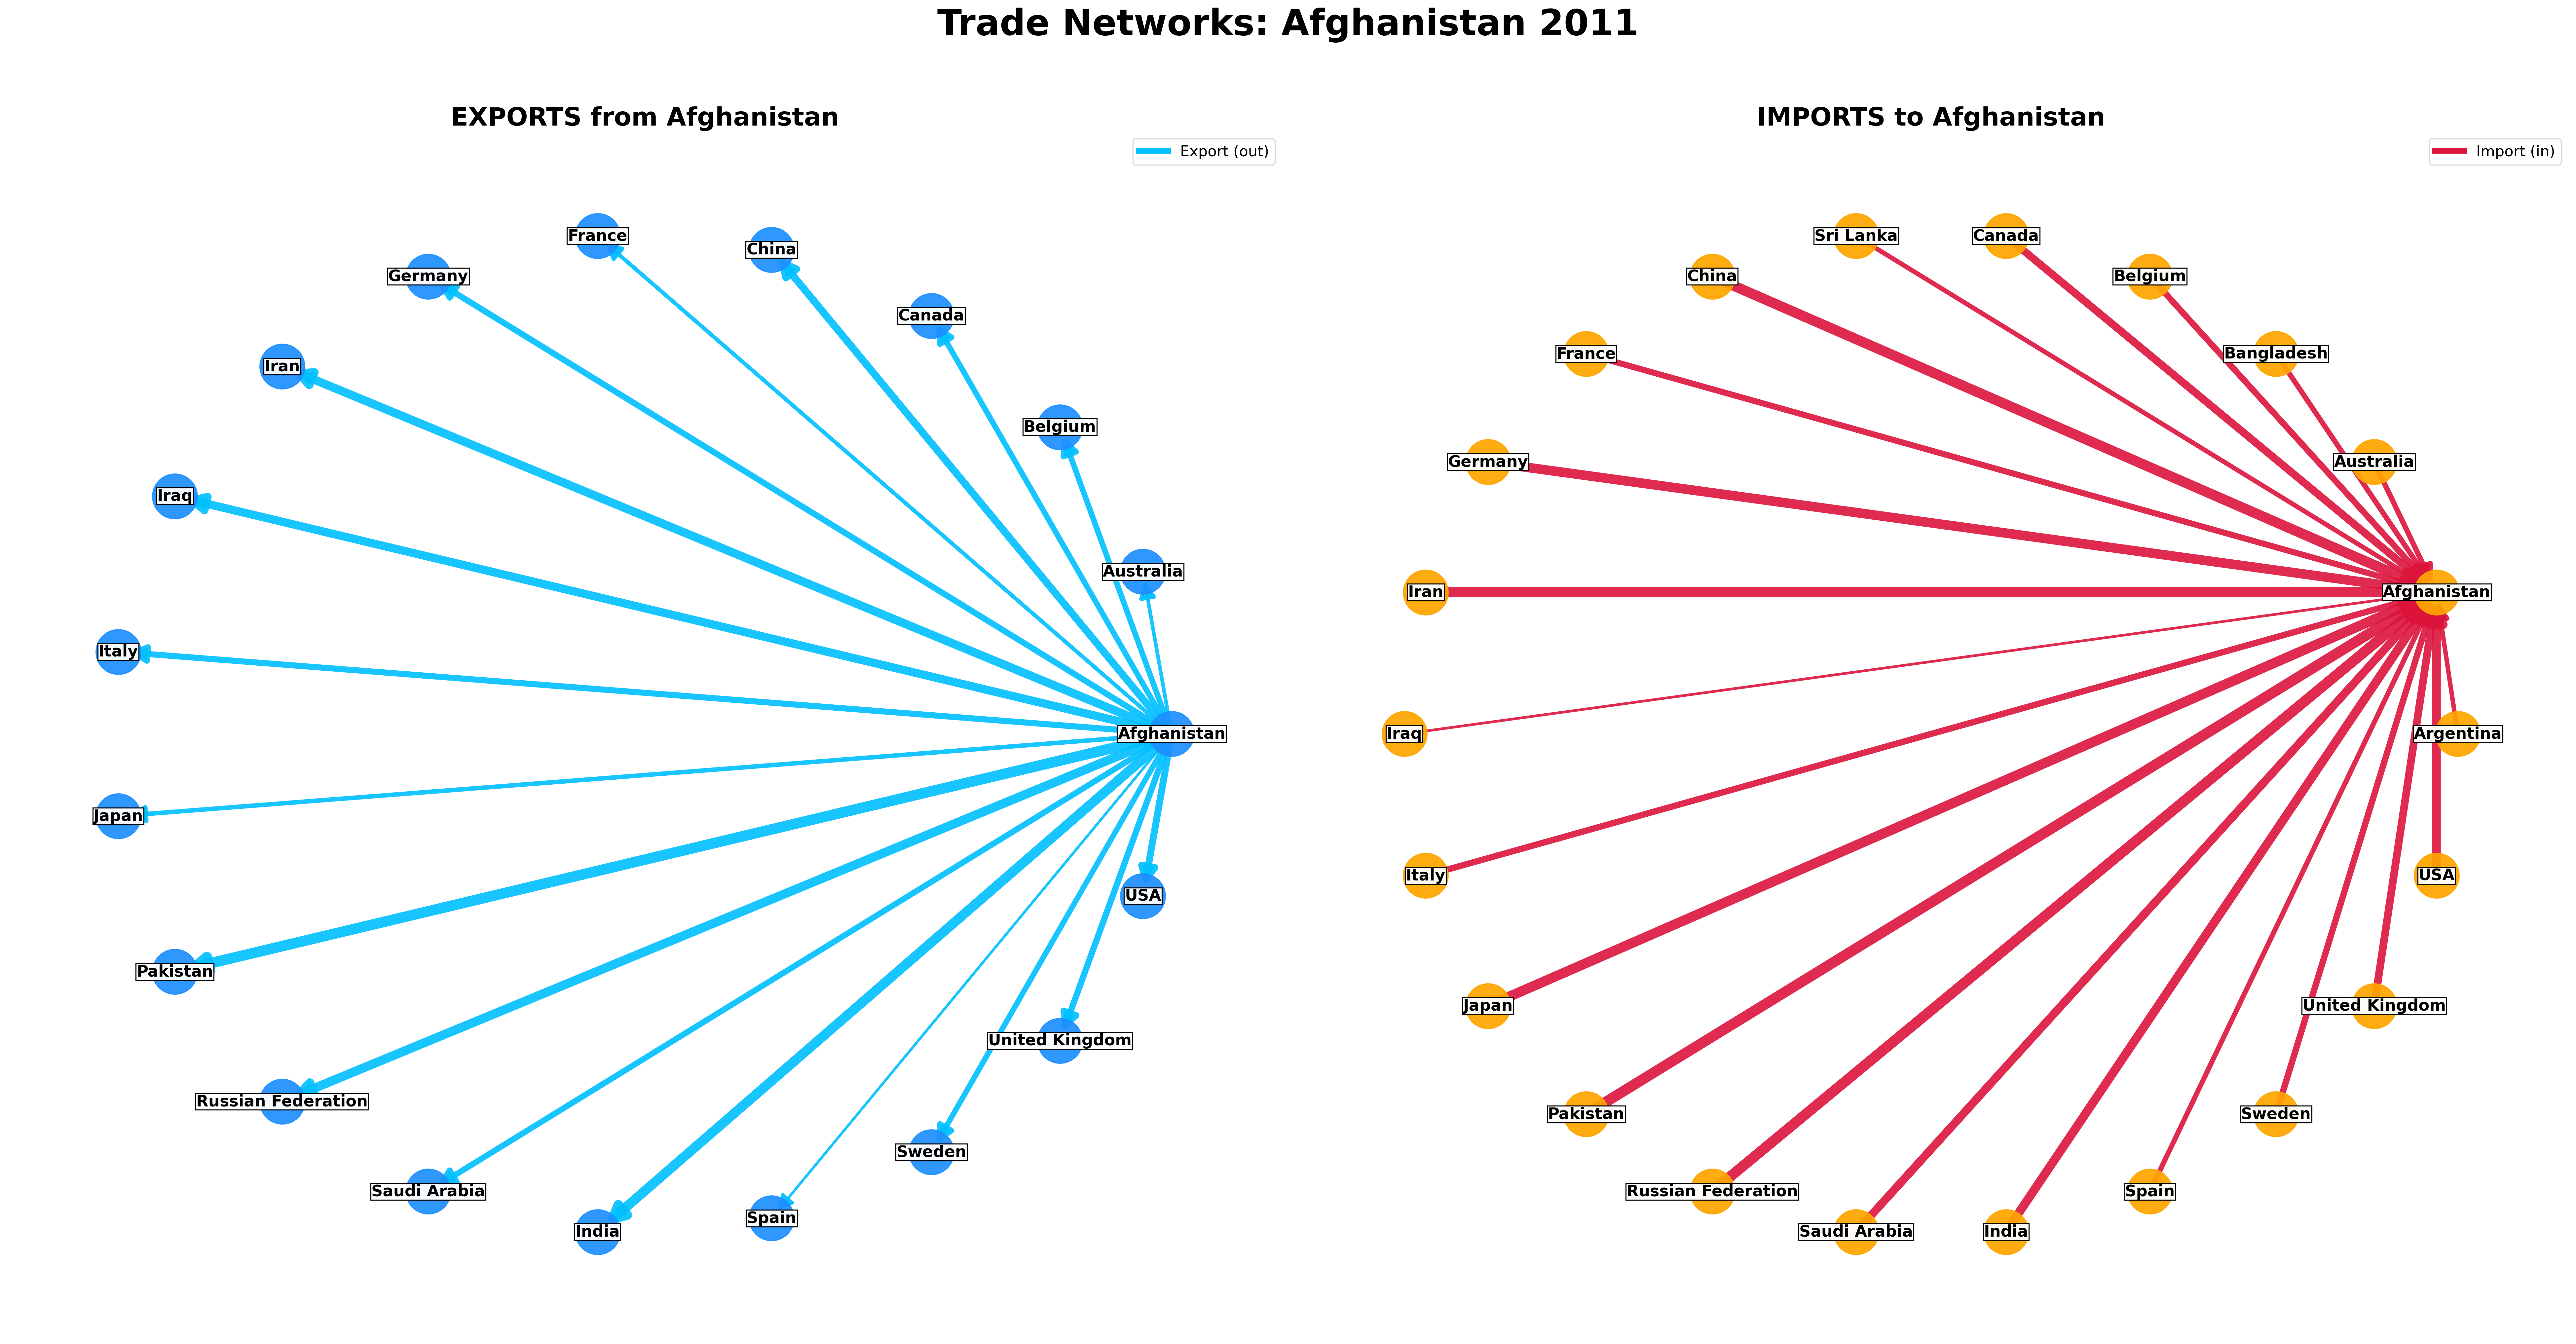 Trade Networks: Afghanistan 2011
EXPORTS from Afghanistan
Export (out)
France
China
Germany
Canada
Iran
Belgium
Iraq
Australia
Italy
Afghanistan
Japan
USA
Pakistan
United Kingdom
Russian Federation
Sweden
Saudi Arabia
Spain
India
IMPORTS to Afghanistan
Import (in)
Sri Lanka
Canada
China
Belgium
France
Bangladesh
Germany
Australia
Iran
Afghanistan
Iraq
Argentina
Italy
USA
Japan
United Kingdom
Pakistan
Sweden
Russian Federation
Spain
Saudi Arabia
India